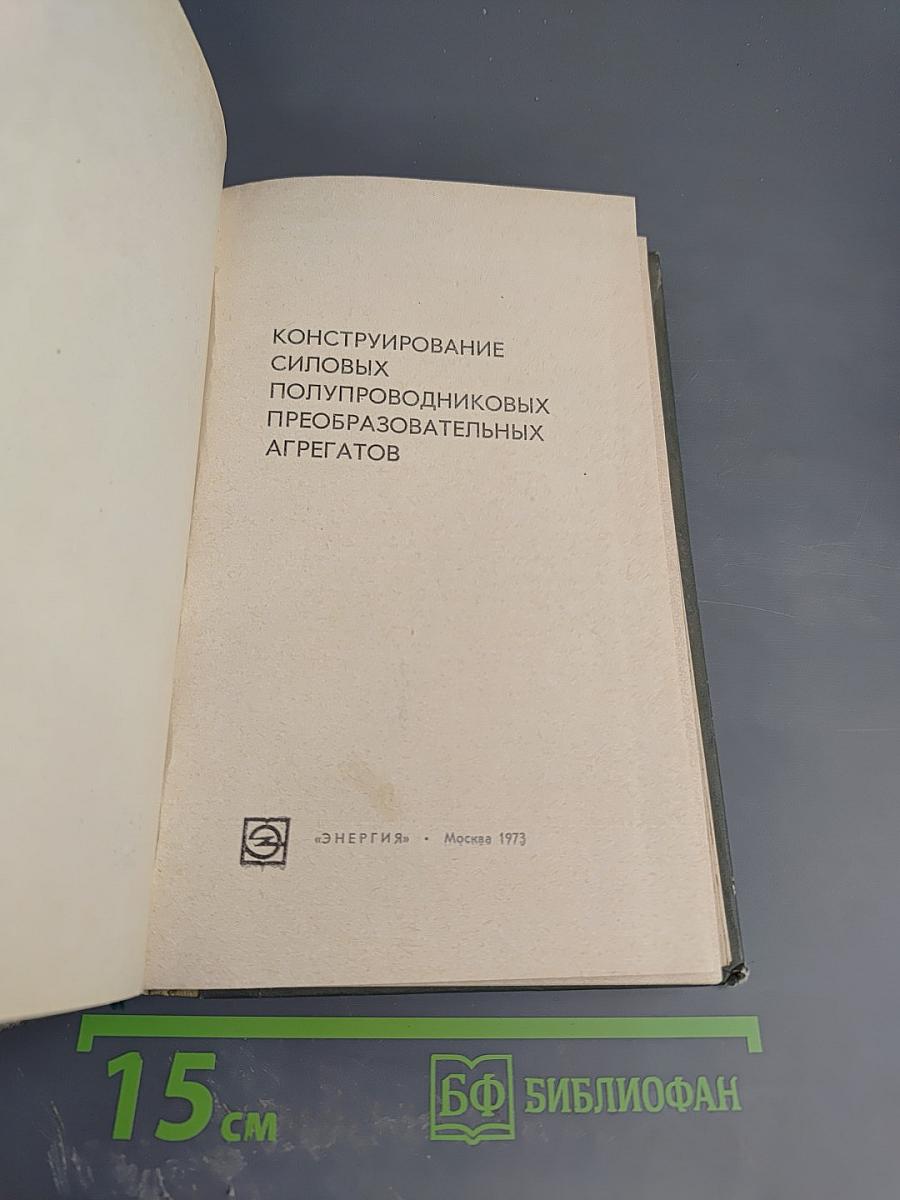 КОНСТРУИРОВАНИЕ
СИЛОВЫХ
ПОЛУПРОВОДНИКОВЫХ
ПРЕОБРАЗОВАТЕЛЬНЫХ
АГРЕГАТОВ
«ЭНЕРГИЯ» • Москва 1973
15 см
БФ БИБЛИОФАН